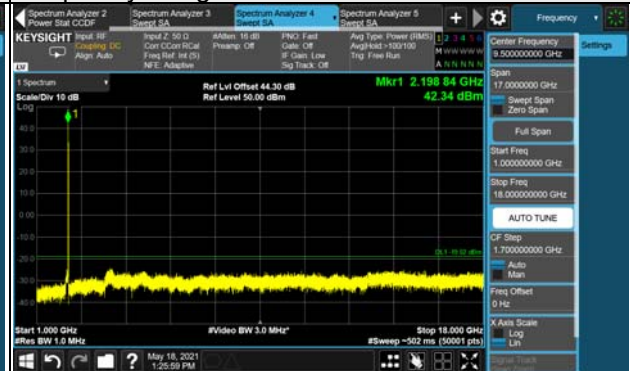 Spectrum Analyzer 2
Power Stat CCDF
Spectrum Analyzer 3
Swept SA
Spectrum Analyzer 4
Swept SA
Spectrum Analyzer 5
Swept SA
Frequency
KEYSIGHT
Input: RF
Coupling: DC
Align: Auto
Input Z: 50 Ω
Corr CCorr RCal
Freq Ref: Int (S)
NFE: Adaptive
#Atten: 16 dB
Preamp: Off
PNO: Fast
Gate: Off
IF Gain: Low
Sig Track: Off
Avg Type: Power (RMS)
Avg|Hold:>100/100
Trig: Free Run
1 2 3 4 5 6
M W W W W W
A N N N N N
LXI
1 Spectrum
Scale/Div 10 dB
Log
Ref Lvl Offset 44.30 dB
Ref Level 50.00 dBm
Mkr1 2.198 84 GHz
42.34 dBm
1
40.0
30.0
20.0
10.0
0.00
-10.0
-20.0
-30.0
-40.0
Start 1.000 GHz
#Res BW 1.0 MHz
#Video BW 3.0 MHz*
Stop 18.000 GHz
#Sweep ~502 ms (50001 pts)
May 18, 2021
1:25:59 PM
Center Frequency
9.500000000 GHz
Settings
Span
17.0000000 GHz
Swept Span
Zero Span
Full Span
Start Freq
1.000000000 GHz
Stop Freq
18.000000000 GHz
AUTO TUNE
CF Step
1.700000000 GHz
Auto
Man
Freq Offset
0 Hz
X Axis Scale
Log
Lin
Signal Track